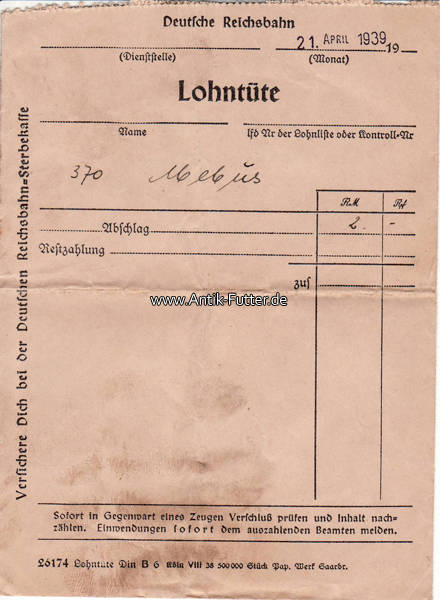 Deutsche Reichsbahn
21. APRIL 1939 19
(Dienststelle) (Monat)
Lohntüte
Name lfd Nr der Lohnliste oder Kontroll-Nr
370 Mebus
RM Rpf
Abschlag 2. -
Restzahlung
zus
www.Antik-Futter.de
Versichere Dich bei der Deutschen Reichsbahn=Sterbekasse
Sofort in Gegenwart eines Zeugen Verschluß prüfen und Inhalt nach=
zählen. Einwendungen sofort dem auszahlenden Beamten melden.
26174 Lohntüte Din B 6 Köln VIII 38 500 000 Stück Pap. Werk Saarbr.